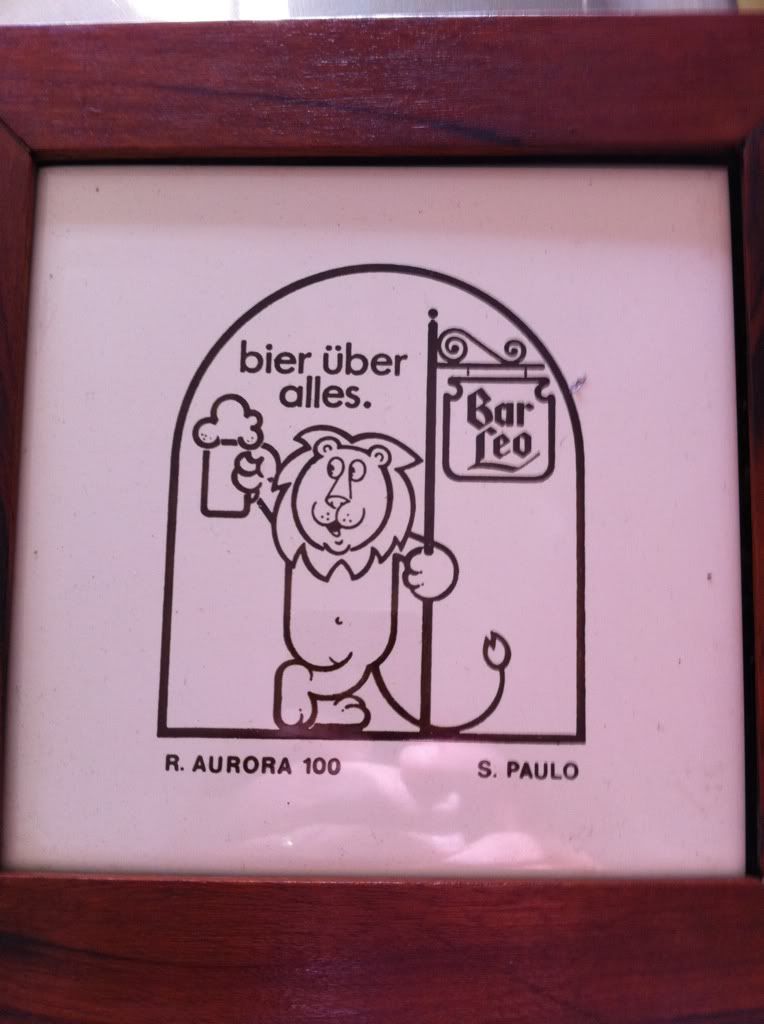 bier über
alles.
Bar
Leo
R. AURORA 100
S. PAULO